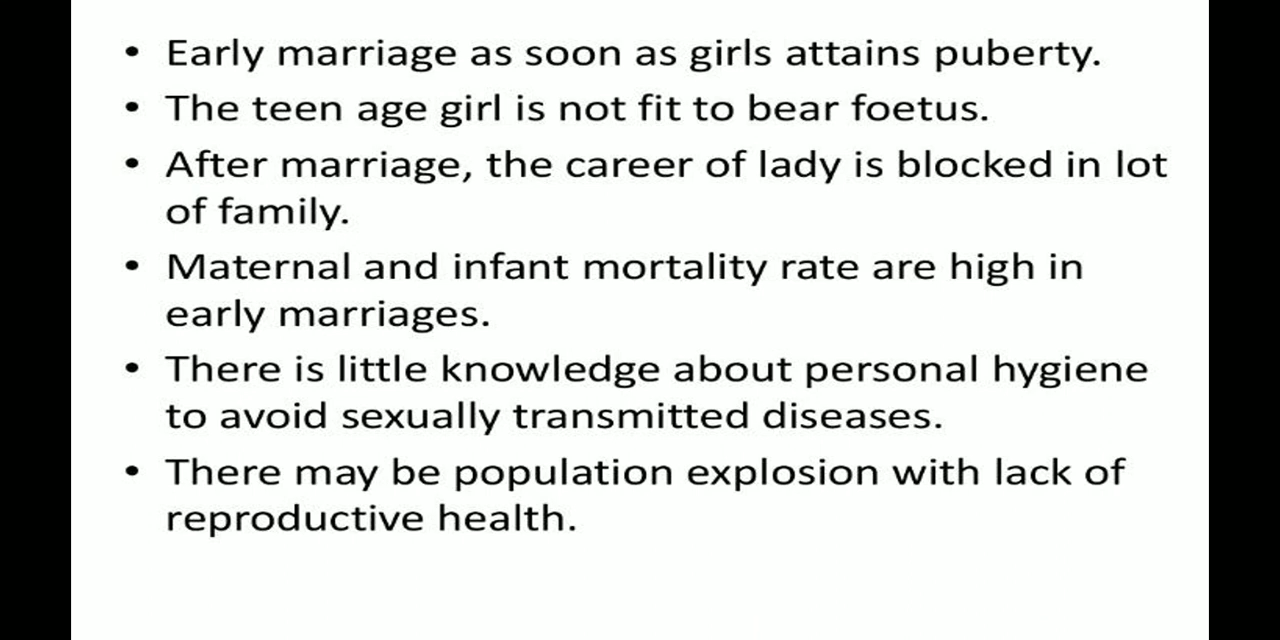 • Early marriage as soon as girls attains puberty.
• The teen age girl is not fit to bear foetus.
• After marriage, the career of lady is blocked in lot
of family.
• Maternal and infant mortality rate are high in
early marriages.
• There is little knowledge about personal hygiene
to avoid sexually transmitted diseases.
• There may be population explosion with lack of
reproductive health.